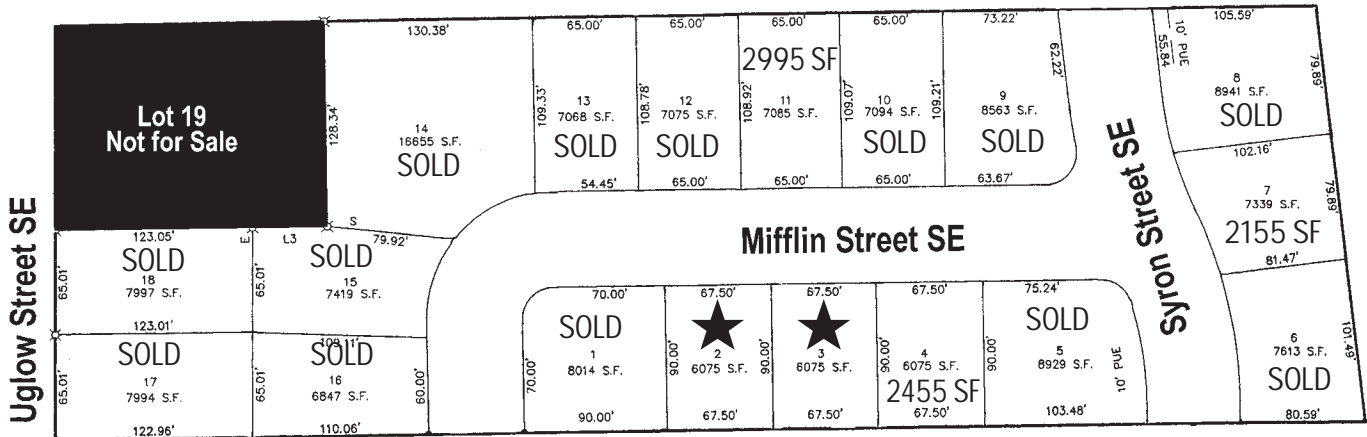 130.38'
65.00'
65.00'
65.00'
65.00'
73.22'
105.59'
Lot 19
Not for Sale
128.34'
14
16655 S.F.
SOLD
109.33'
13
7068 S.F.
SOLD
54.45'
108.78'
12
7075 S.F.
SOLD
65.00'
108.92'
2995 SF
11
7085 S.F.
65.00'
109.07'
10
7094 S.F.
SOLD
65.00'
109.21'
9
8563 S.F.
SOLD
63.67'
62.22'
Syron Street SE
10' PUE
55.84
8
8941 S.F.
SOLD
79.89'
102.16'
7
7339 S.F.
2155 SF
79.89'
81.47'
6
7613 S.F.
SOLD
101.49'
80.59'
Mifflin Street SE
Uglow Street SE
123.05'
SOLD
18
7997 S.F.
65.01'
123.01'
E
L3
S
79.92'
SOLD
15
7419 S.F.
65.01'
109.11'
SOLD
17
7994 S.F.
65.01'
122.96'
SOLD
16
6847 S.F.
65.01'
60.00'
110.06'
70.00'
SOLD
1
8014 S.F.
70.00'
90.00'
67.50'
2
6075 S.F.
90.00'
90.00'
67.50'
67.50'
3
6075 S.F.
67.50'
67.50'
4
6075 S.F.
2455 SF
90.00'
90.00'
67.50'
75.24'
SOLD
5
8929 S.F.
10' PUE
103.48'